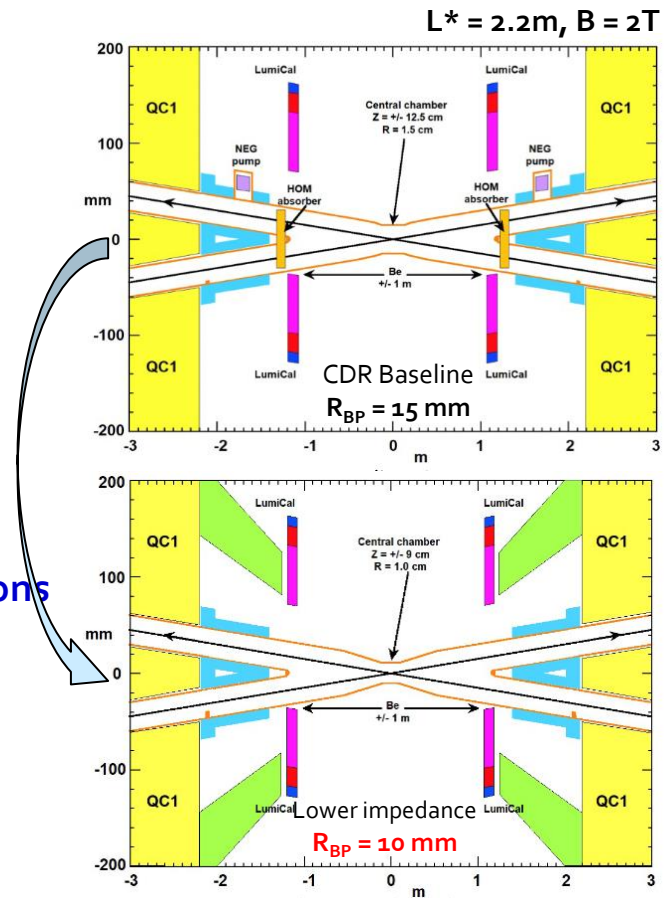 L* = 2.2m, B = 2T
200
LumiCal
LumiCal
QC1
Central chamber
Z = +/- 12.5 cm
R = 1.5 cm
QC1
100
NEG
pump
NEG
pump
HOM
absorber
HOM
absorber
mm
0
Be
+/- 1 m
-100
QC1
LumiCal
CDR Baseline
LumiCal
QC1
R_BP = 15 mm
-200
-3
-2
-1
0
1
2
3
m
200
LumiCal
LumiCal
QC1
Central chamber
Z = +/- 9 cm
R = 1.0 cm
QC1
100
ons
mm
0
Be
+/- 1 m
-100
QC1
QC1
LumiCal
Lower impedance
LumiCal
R_BP = 10 mm
-200
-3
-2
-1
0
1
2
3
m